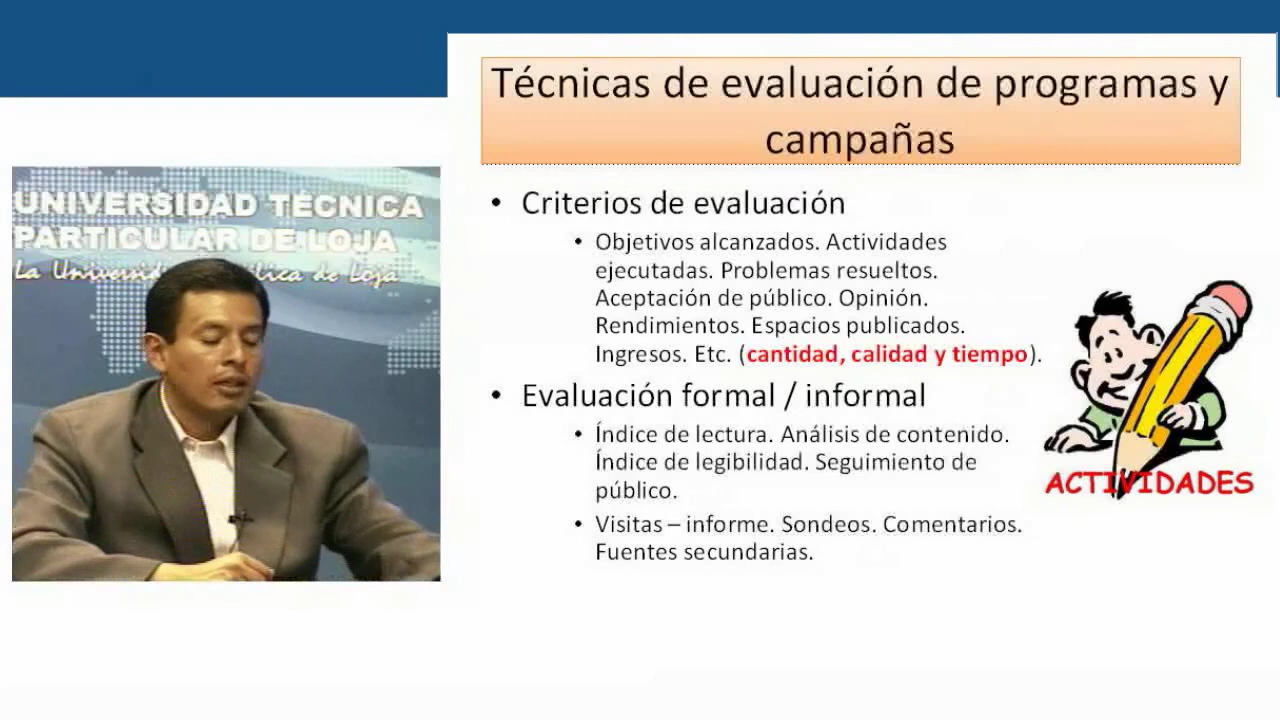 Técnicas de evaluación de programas y
campañas
UNIVERSIDAD TÉCNICA
PARTICULAR DE LOJA
La de Loja
• Criterios de evaluación
• Objetivos alcanzados. Actividades
ejecutadas. Problemas resueltos.
Aceptación de público. Opinión.
Rendimientos. Espacios publicados.
Ingresos. Etc. (cantidad, calidad y tiempo).
• Evaluación formal / informal
• Índice de lectura. Análisis de contenido.
Índice de legibilidad. Seguimiento de
público.
• Visitas – informe. Sondeos. Comentarios.
Fuentes secundarias.
ACTIVIDADES